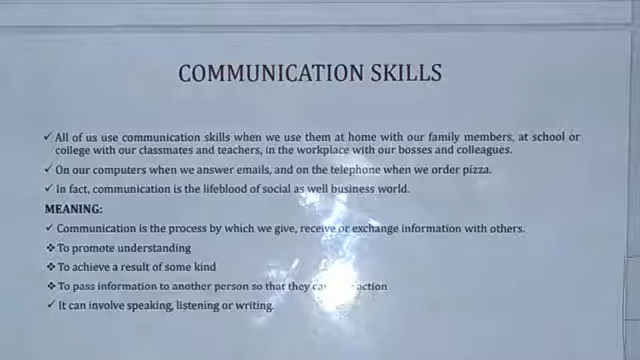 COMMUNICATION SKILLS
✓ All of us use communication skills when we use them at home with our family members, at school or
college with our classmates and teachers, in the workplace with our bosses and colleagues.
✓ On our computers when we answer emails, and on the telephone when we order pizza.
✓ In fact, communication is the lifeblood of social as well business world.
MEANING:
✓ Communication is the process by which we give, receive or exchange information with others.
❖ To promote understanding
❖ To achieve a result of some kind
❖ To pass information to another person so that they action
✓ It can involve speaking, listening or writing.